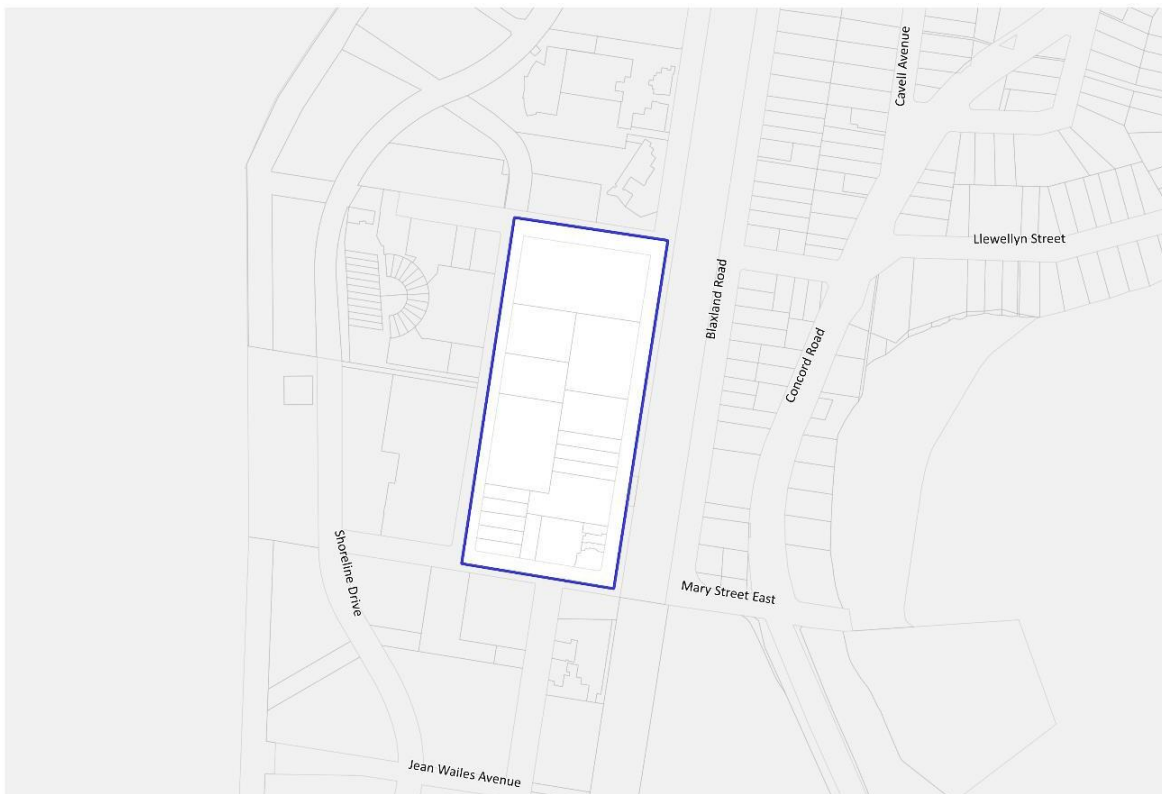 Cavell Avenue
Llewellyn Street
Blaxland Road
Concord Road
Shoreline Drive
Mary Street East
Jean Wailes Avenue